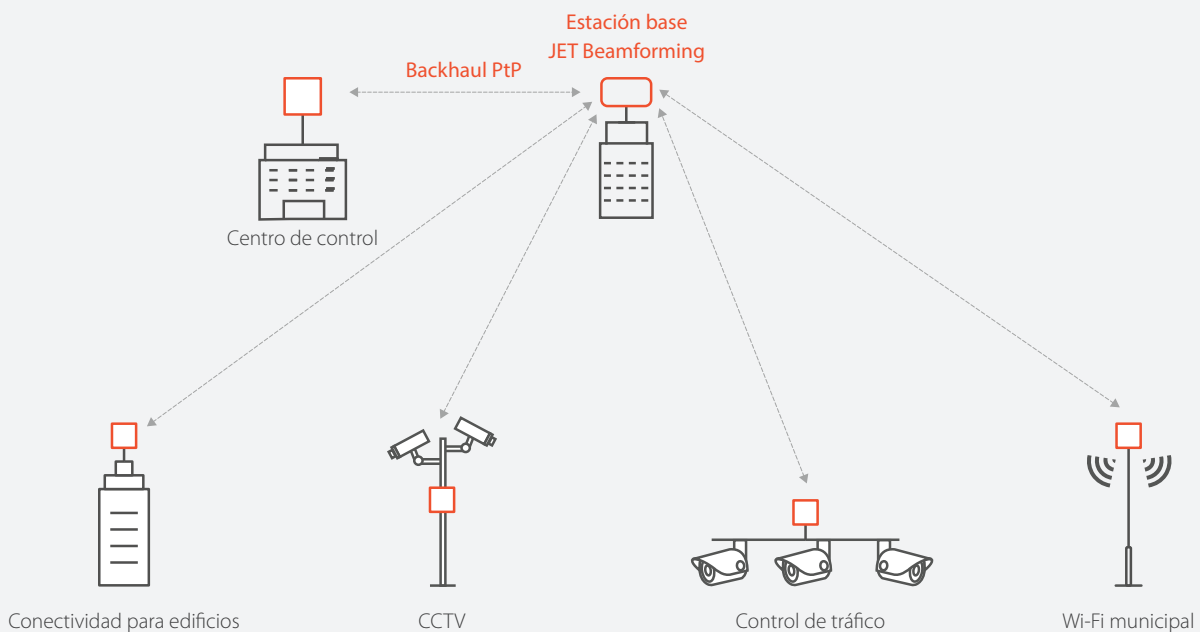 Estación base
JET Beamforming
Backhaul PtP
Centro de control
Conectividad para edificios
CCTV
Control de tráfico
Wi-Fi municipal